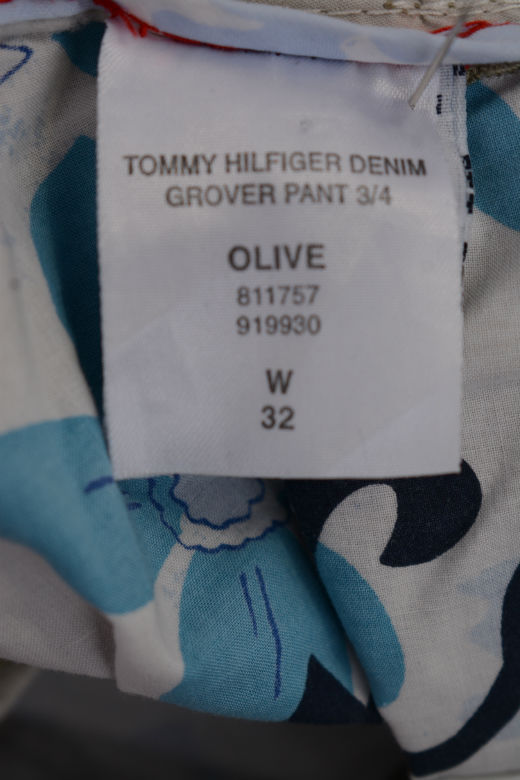 TOMMY HILFIGER DENIM
GROVER PANT 3/4
OLIVE
811757
919930
W
32